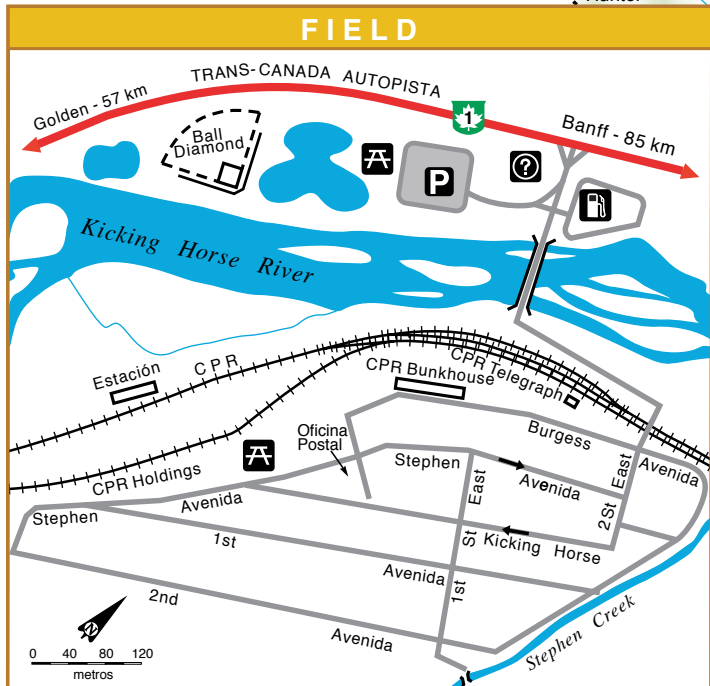 Hunter
FIELD
TRANS-CANADA AUTOPISTA
1
Golden - 57 km
Banff - 85 km
Ball
Diamond
P
?
Kicking Horse River
CPR
Estación
CPR Bunkhouse
CPR Telegraph
Oficina
Postal
Burgess Avenida
CPR Holdings
Stephen Avenida
Stephen Avenida
1st St East
2 St East
Kicking Horse
1st Avenida
2nd Avenida
Stephen Creek
N
0 40 80 120
metros